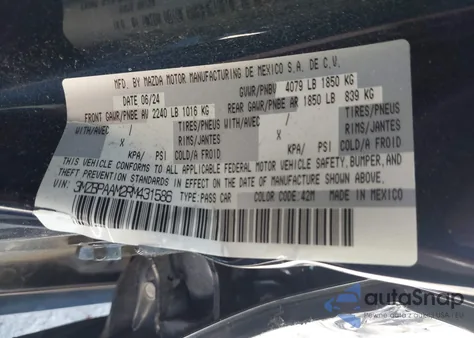 MFD. BY MAZDA MOTOR MANUFACTURING DE MEXICO S.A. DE C.V.
DATE 06/24 GVWR/PNBV 4079 LB 1850 KG
FRONT GAWR/PNBE AV 2240 LB 1016 KG REAR GAWR/PNBE AR 1850 LB 839 KG
WITH/AVEC / TIRES/PNEUS WITH/AVEC / TIRES/PNEUS
X RIMS/JANTES X RIMS/JANTES
KPA/ PSI COLD/A FROID KPA/ PSI COLD/A FROID
THIS VEHICLE CONFORMS TO ALL APPLICABLE FEDERAL MOTOR VEHICLE SAFETY, BUMPER, AND
THEFT PREVENTION STANDARDS IN EFFECT ON THE DATE OF MANUFACTURE SHOWN ABOVE.
3MZBPAAM2RM431586 TYPE: PASS CAR COLOR CODE: 42M MADE IN MEXICO
autoSnap